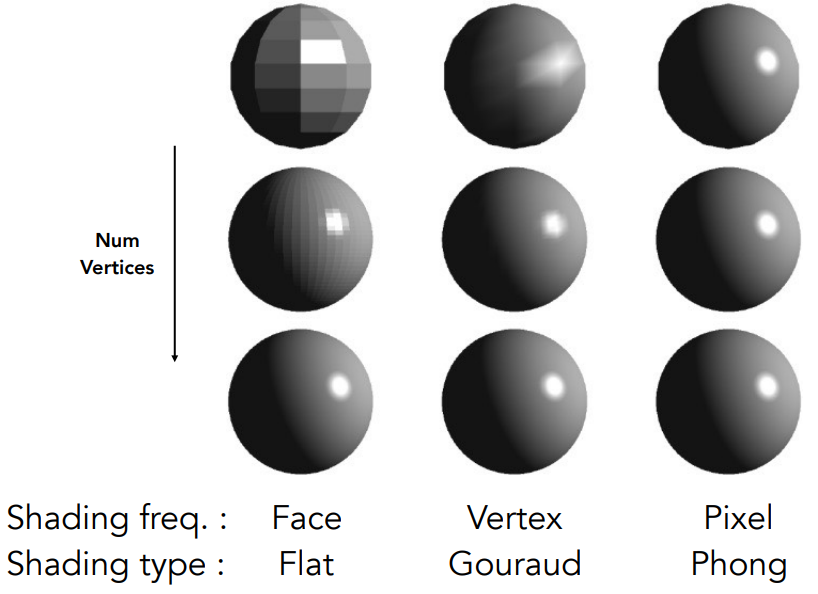 Num
Vertices
Shading freq. : Face Vertex Pixel
Shading type : Flat Gouraud Phong